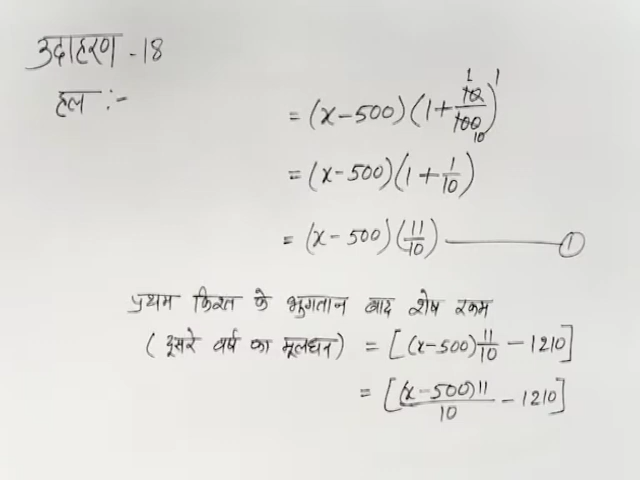 उदाहरण - 18
हल :-
= (x - 500) (1 + 10/100)^1
= (x - 500) (1 + 1/10)
= (x - 500) (11/10) ——— ①
प्रथम किश्त के भुगतान बाद शेष रकम
(दूसरे वर्ष का मूलधन) = [(x-500) 11/10 - 1210]
= [(x-500)11/10 - 1210]